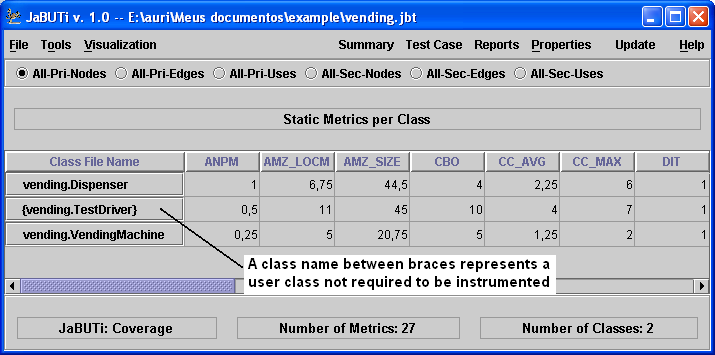 JaBUTi v. 1.0 -- E:\auri\Meus documentos\example\vending.jbt
File Tools Visualization Summary Test Case Reports Properties Update Help
All-Pri-Nodes All-Pri-Edges All-Pri-Uses All-Sec-Nodes All-Sec-Edges All-Sec-Uses
Static Metrics per Class
Class File Name ANPM AMZ_LOCM AMZ_SIZE CBO CC_AVG CC_MAX DIT
vending.Dispenser 1 6,75 44,5 4 2,25 6 1
{vending.TestDriver} 0,5 11 45 10 4 7 1
vending.VendingMachine 0,25 5 20,75 5 1,25 2 1
A class name between braces represents a
user class not required to be instrumented
JaBUTi: Coverage Number of Metrics: 27 Number of Classes: 2